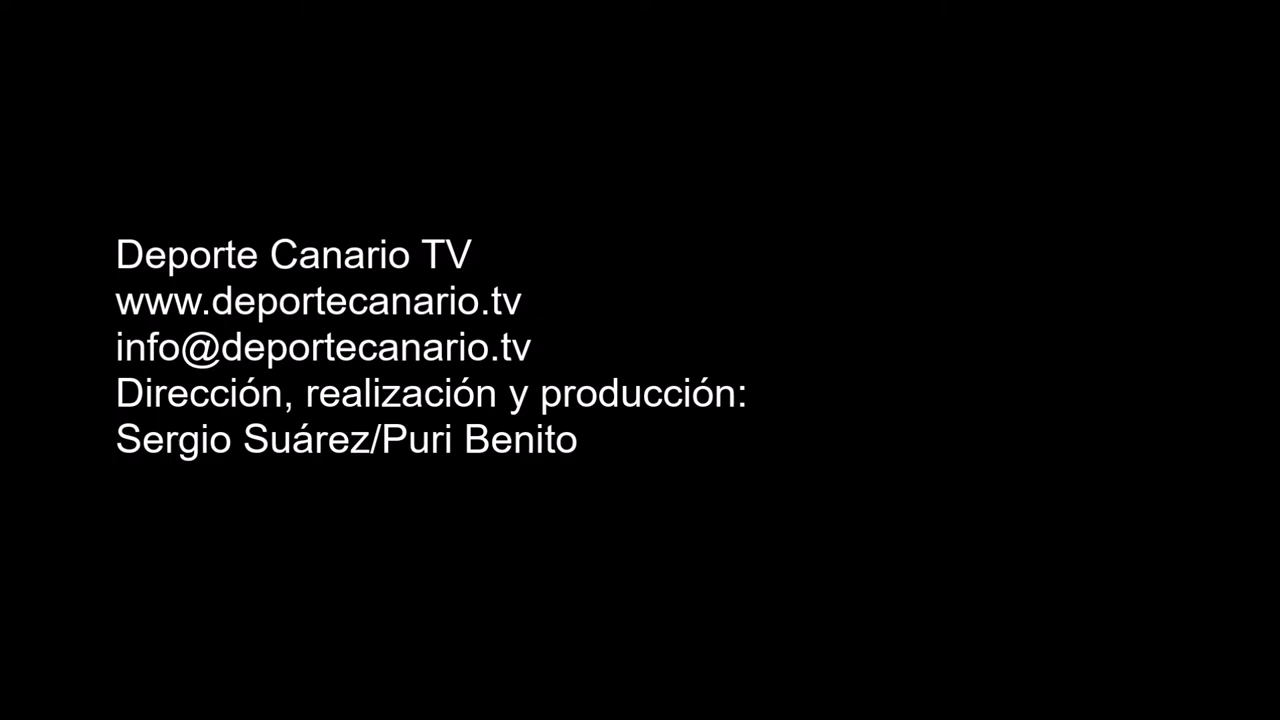 Deporte Canario TV
www.deportecanario.tv
info@deportecanario.tv
Dirección, realización y producción:
Sergio Suárez/Puri Benito